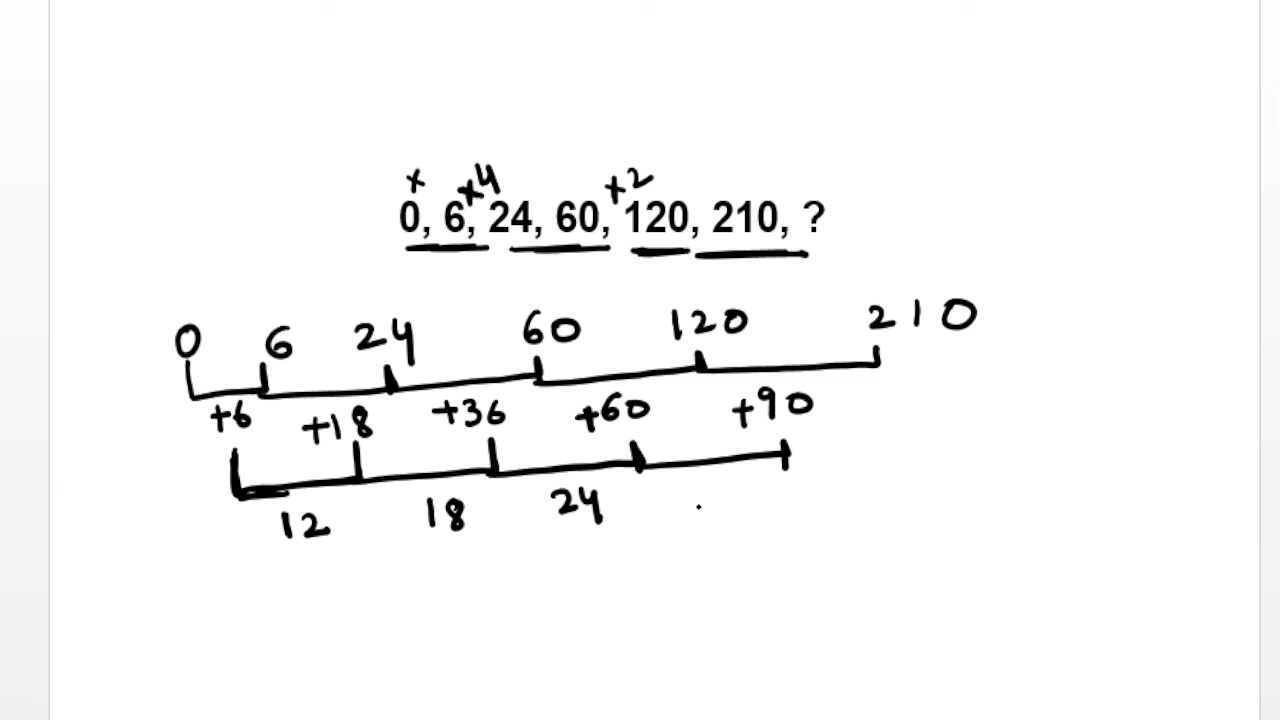 × ×4 ×2
0, 6, 24, 60, 120, 210, ?
0 6 24 60 120 210
+6 +18 +36 +60 +90
12 18 24